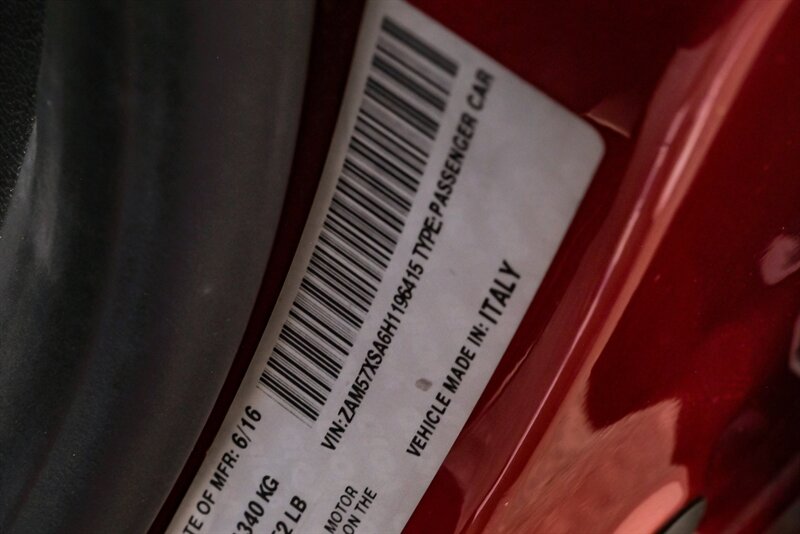 TE OF MFR: 6/16
340 KG
2 LB
VIN: ZAM57XSA6H1196415 TYPE: PASSENGER CAR
MOTOR
ON THE
VEHICLE MADE IN: ITALY